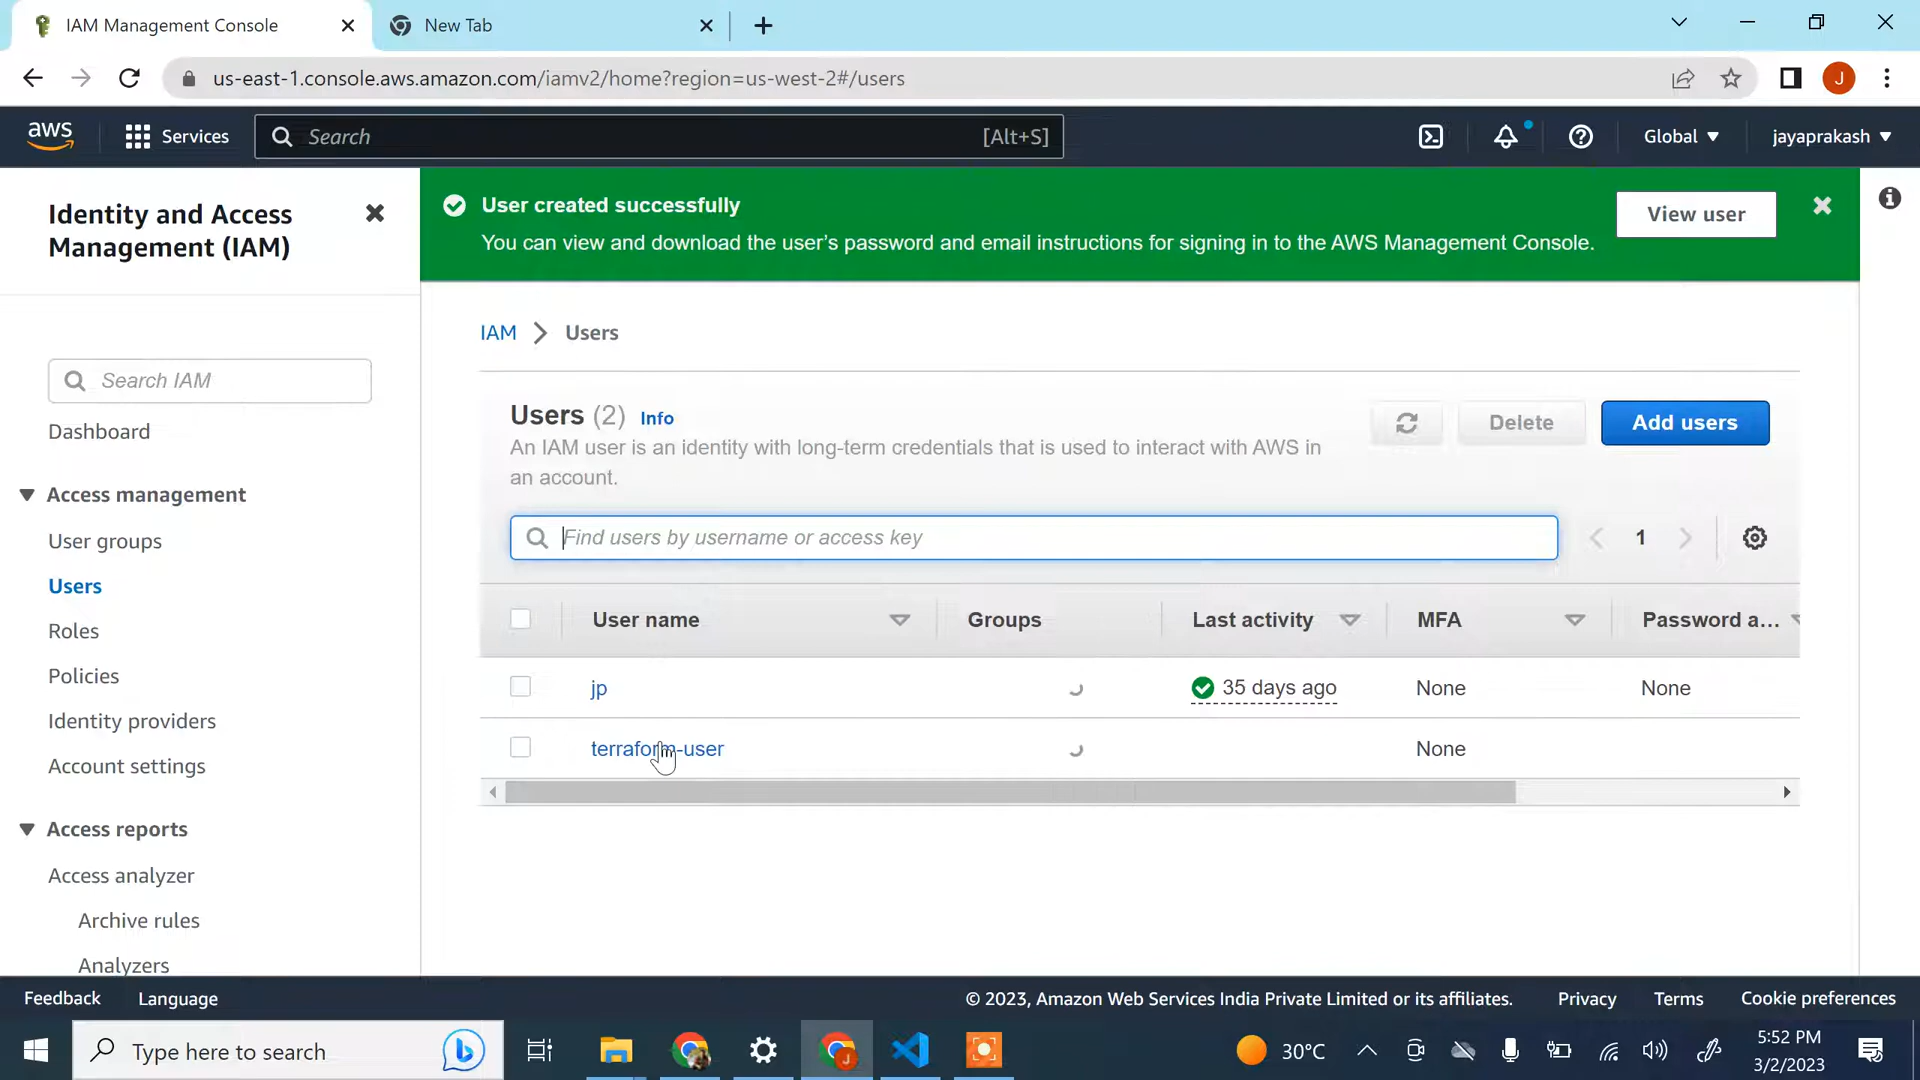 IAM Management Console
New Tab
us-east-1.console.aws.amazon.com/iamv2/home?region=us-west-2#/users
J
aws
Services
Search
[Alt+S]
Global
jayaprakash
Identity and Access
Management (IAM)
User created successfully
You can view and download the user's password and email instructions for signing in to the AWS Management Console.
View user
IAM > Users
Search IAM
Dashboard
Access management
User groups
Users
Roles
Policies
Identity providers
Account settings
Access reports
Access analyzer
Archive rules
Analyzers
Users (2) Info
An IAM user is an identity with long-term credentials that is used to interact with AWS in
an account.
Delete
Add users
Find users by username or access key
1
User name
Groups
Last activity
MFA
Password a...
jp
35 days ago
None
None
terraform-user
None
Feedback
Language
© 2023, Amazon Web Services India Private Limited or its affiliates.
Privacy
Terms
Cookie preferences
Type here to search
30°C
5:52 PM
3/2/2023